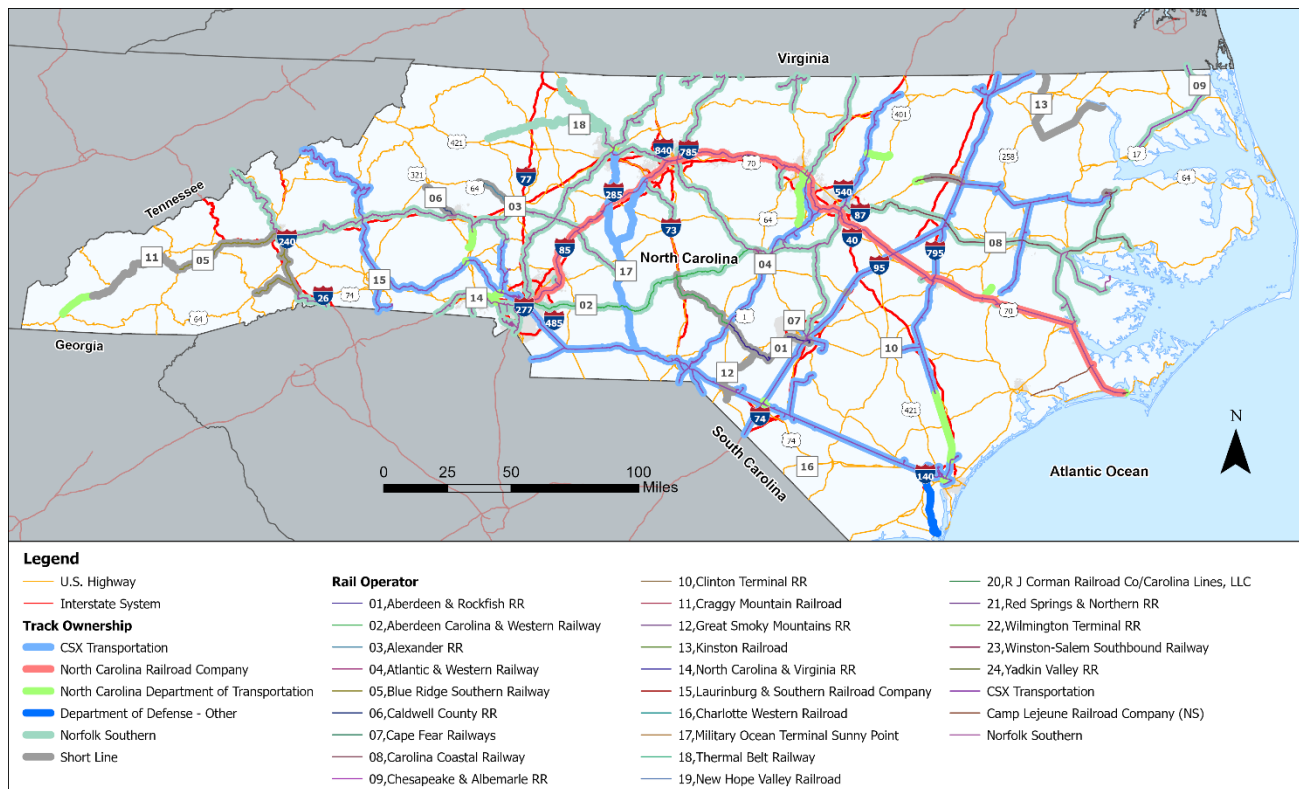 Virginia
09
13
401
18
421
840
785
70
258
17
77
321
64
285
540
64
Tennessee
06
03
87
64
73
240
40
08
11
05
85
North Carolina
04
795
95
17
15
26
74
14
277
02
485
1
07
70
64
01
10
Georgia
12
421
N
74
74
South Carolina
16
140
Atlantic Ocean
0 25 50 100
Miles
Legend
U.S. Highway
Interstate System
Track Ownership
CSX Transportation
North Carolina Railroad Company
North Carolina Department of Transportation
Department of Defense - Other
Norfolk Southern
Short Line
Rail Operator
01,Aberdeen & Rockfish RR
02,Aberdeen Carolina & Western Railway
03,Alexander RR
04,Atlantic & Western Railway
05,Blue Ridge Southern Railway
06,Caldwell County RR
07,Cape Fear Railways
08,Carolina Coastal Railway
09,Chesapeake & Albemarle RR
10,Clinton Terminal RR
11,Craggy Mountain Railroad
12,Great Smoky Mountains RR
13,Kinston Railroad
14,North Carolina & Virginia RR
15,Laurinburg & Southern Railroad Company
16,Charlotte Western Railroad
17,Military Ocean Terminal Sunny Point
18,Thermal Belt Railway
19,New Hope Valley Railroad
20,R J Corman Railroad Co/Carolina Lines, LLC
21,Red Springs & Northern RR
22,Wilmington Terminal RR
23,Winston-Salem Southbound Railway
24,Yadkin Valley RR
CSX Transportation
Camp Lejeune Railroad Company (NS)
Norfolk Southern